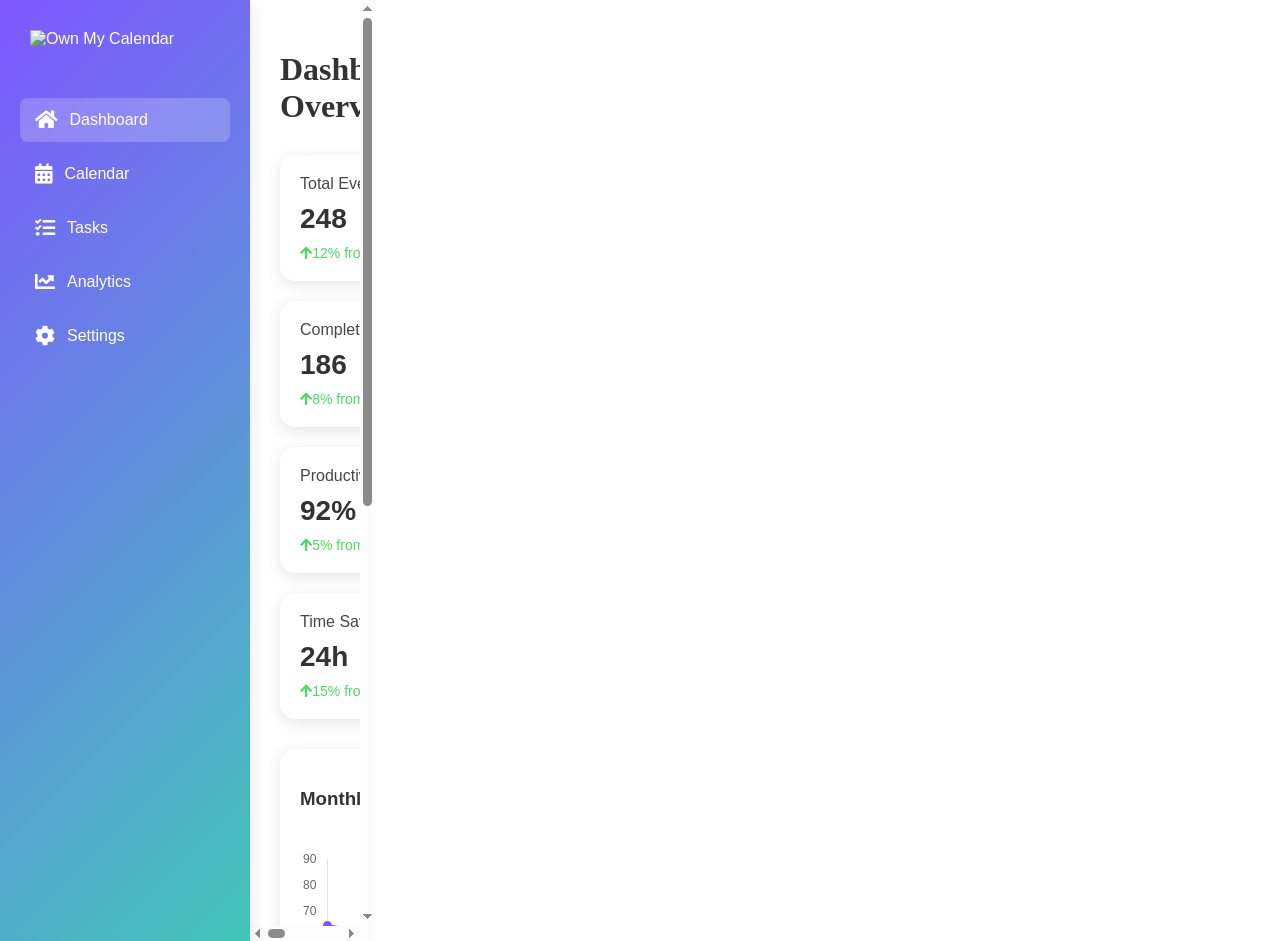 Own My Calendar
Dashboard
Calendar
Tasks
Analytics
Settings
Dashb
Overv
Total Eve
248
12% fro
Complet
186
8% from
Producti
92%
5% from
Time Sav
24h
15% fro
Monthl
90
80
70